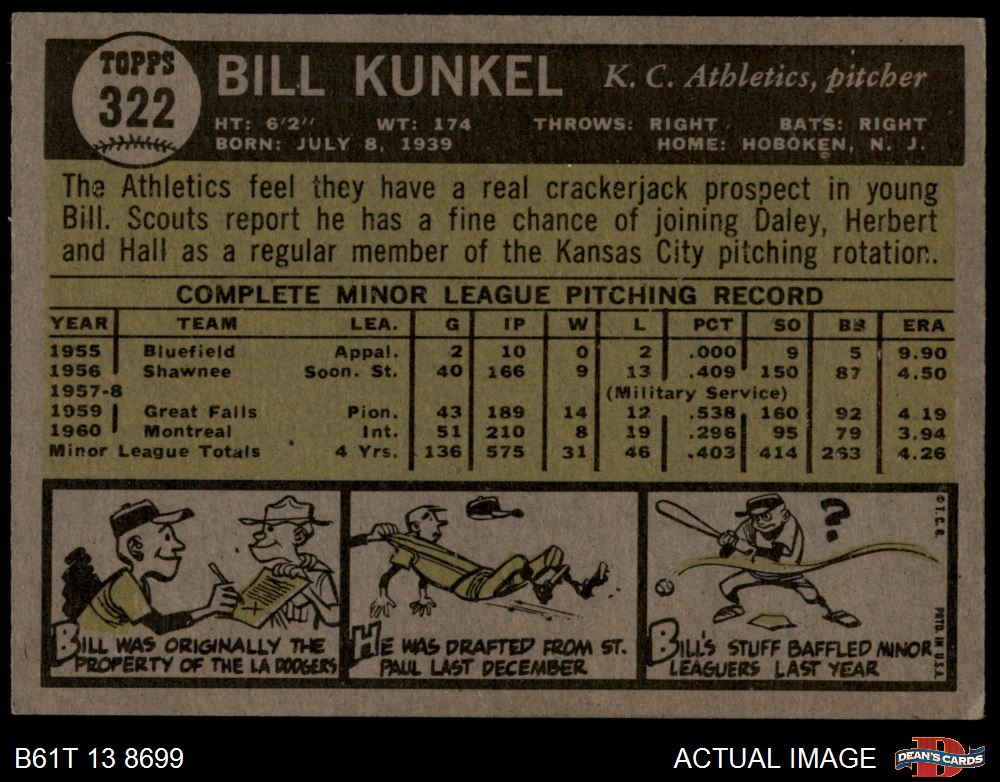 TOPPS
322
BILL KUNKEL K. C. Athletics, pitcher
HT: 6'2" WT: 174 THROWS: RIGHT BATS: RIGHT
BORN: JULY 8, 1939 HOME: HOBOKEN, N. J.
The Athletics feel they have a real crackerjack prospect in young
Bill. Scouts report he has a fine chance of joining Daley, Herbert
and Hall as a regular member of the Kansas City pitching rotation.
COMPLETE MINOR LEAGUE PITCHING RECORD
YEAR TEAM LEA. G IP W L PCT SO BB ERA
1955 Bluefield Appal. 2 10 0 2 .000 9 5 9.90
1956 Shawnee Soon. St. 40 166 9 13 .409 150 87 4.50
1957-8 (Military Service)
1959 Great Falls Pion. 43 189 14 12 .538 160 92 4.19
1960 Montreal Int. 51 210 8 19 .296 95 79 3.94
Minor League Totals 4 Yrs. 136 575 31 46 .403 414 263 4.26
X
?
BILL WAS ORIGINALLY THE
PROPERTY OF THE LA DODGERS
HE WAS DRAFTED FROM ST.
PAUL LAST DECEMBER
BILL'S STUFF BAFFLED MINOR
LEAGUERS LAST YEAR
© T.C.G. PRTD. IN U.S.A.
B61T 13 8699 ACTUAL IMAGE D DEAN'S CARDS